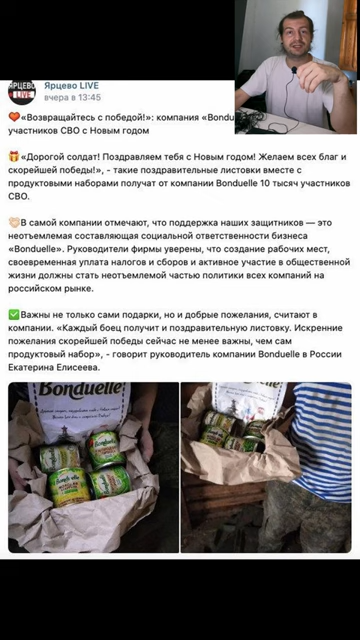 ЯРЦЕВО
LIVE
Ярцево LIVE
вчера в 13:45
«Возвращайтесь с победой!»: компания «Bondu
участников СВО с Новым годом
«Дорогой солдат! Поздравляем тебя с Новым годом! Желаем всех благ и
скорейшей победы!», - такие поздравительные листовки вместе с
продуктовыми наборами получат от компании Bonduelle 10 тысяч участников
СВО.
В самой компании отмечают, что поддержка наших защитников — это
неотъемлемая составляющая социальной ответственности бизнеса
«Bonduelle». Руководители фирмы уверены, что создание рабочих мест,
своевременная уплата налогов и сборов и активное участие в общественной
жизни должны стать неотъемлемой частью политики всех компаний на
российском рынке.
Важны не только сами подарки, но и добрые пожелания, считают в
компании. «Каждый боец получит и поздравительную листовку. Искренние
пожелания скорейшей победы сейчас не менее важны, чем сам
продуктовый набор», - говорит руководитель компании Bonduelle в России
Екатерина Елисеева.
Bonduelle